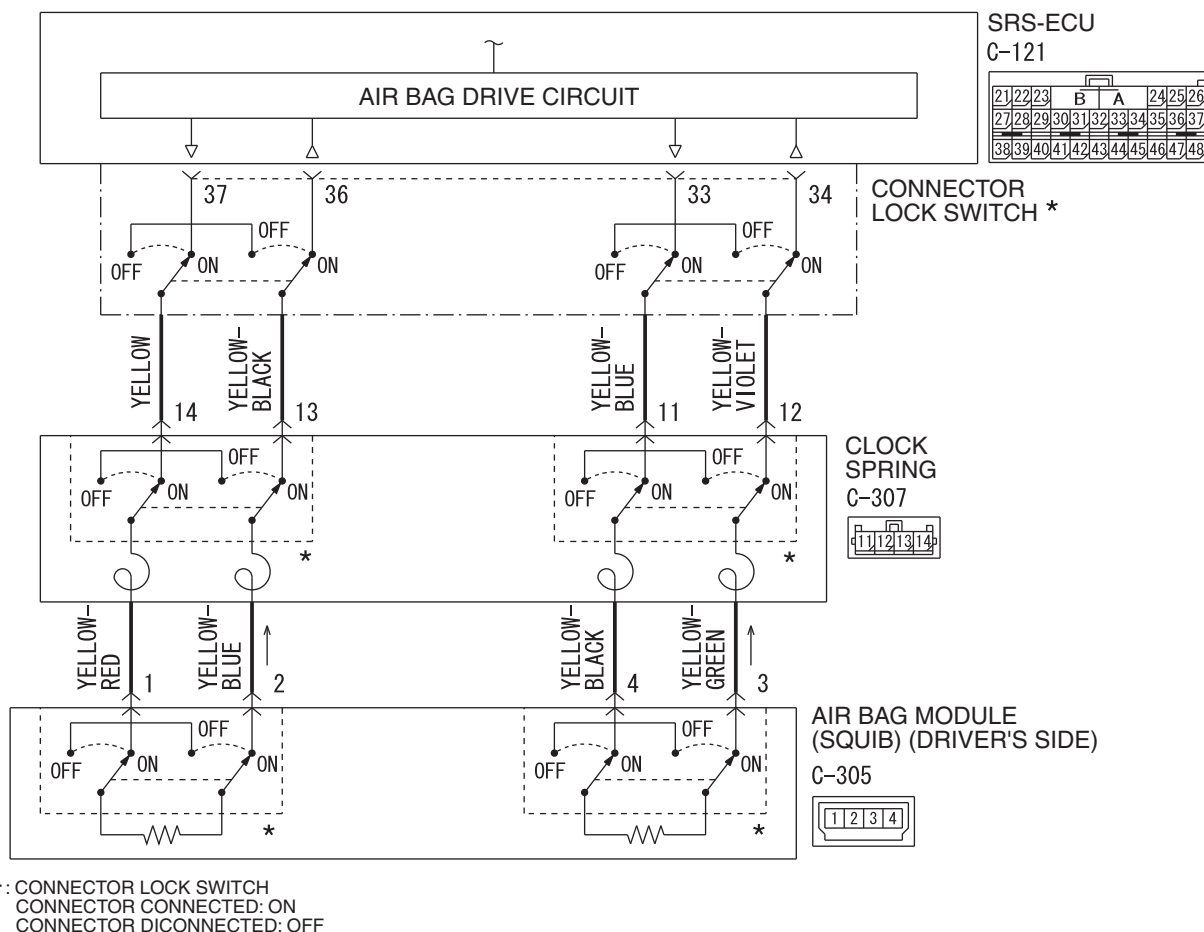 SRS-ECU
C-121
21 22 23 B A 24 25 26
27 28 29 30 31 32 33 34 35 36 37
38 39 40 41 42 43 44 45 46 47 48
AIR BAG DRIVE CIRCUIT
37 36 33 34
CONNECTOR
LOCK SWITCH *
OFF OFF
OFF ON ON OFF ON ON
YELLOW
YELLOW-
BLACK
YELLOW-
BLUE
YELLOW-
VIOLET
14 13 11 12
CLOCK
SPRING
C-307
11 12 13 14
OFF OFF
OFF ON ON OFF ON ON
* *
YELLOW-
RED
YELLOW-
BLUE
YELLOW-
BLACK
YELLOW-
GREEN
1 2 4 3
AIR BAG MODULE
(SQUIB) (DRIVER'S SIDE)
C-305
1 2 3 4
OFF OFF
OFF ON ON OFF ON ON
* *
: CONNECTOR LOCK SWITCH
CONNECTOR CONNECTED: ON
CONNECTOR DICONNECTED: OFF